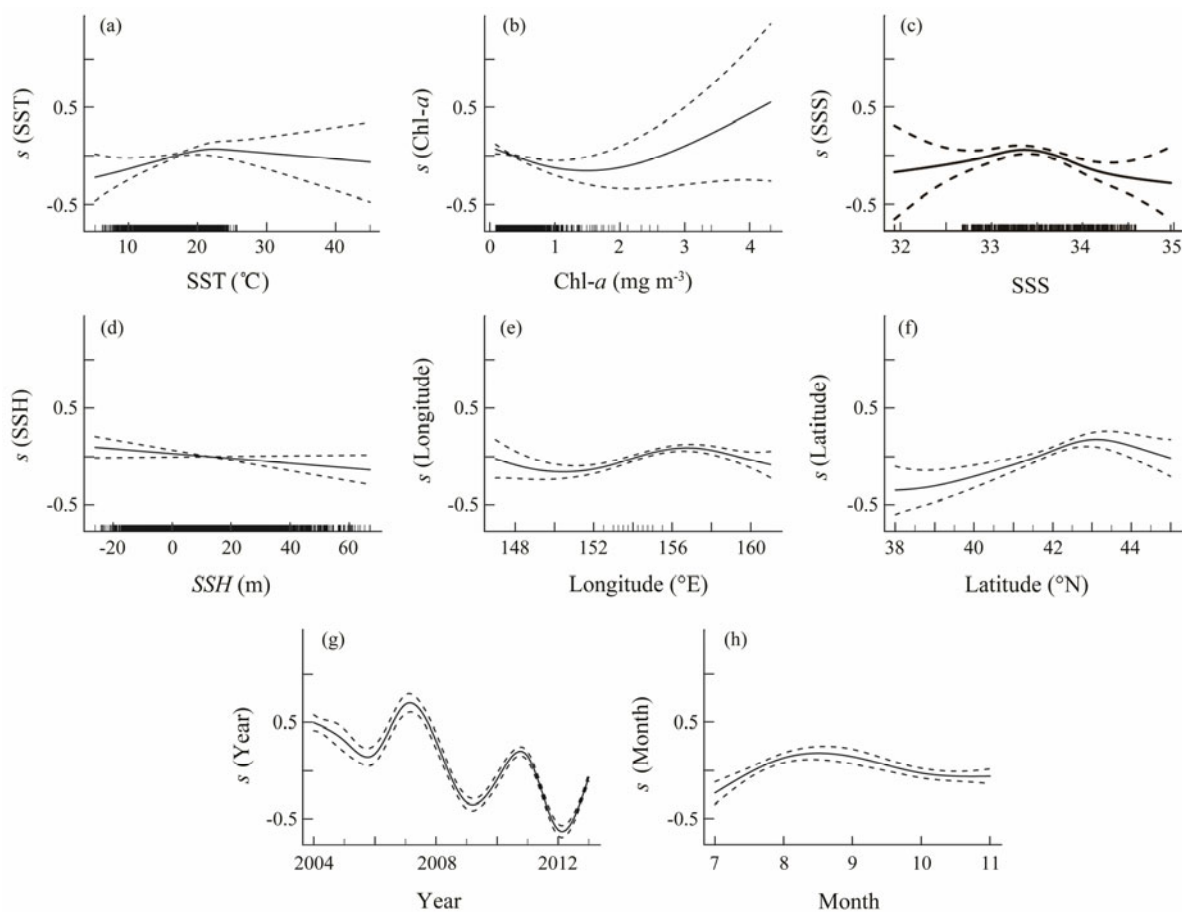 (a)
s (SST)
0.5
-0.5
10 20 30 40
SST (℃)
(b)
s (Chl-a)
0.5
-0.5
0 1 2 3 4
Chl-a (mg m-3)
(c)
s (SSS)
0.5
-0.5
32 33 34 35
SSS
(d)
s (SSH)
0.5
-0.5
-20 0 20 40 60
SSH (m)
(e)
s (Longitude)
0.5
-0.5
148 152 156 160
Longitude (°E)
(f)
s (Latitude)
0.5
-0.5
38 40 42 44
Latitude (°N)
(g)
s (Year)
0.5
-0.5
2004 2008 2012
Year
(h)
s (Month)
0.5
-0.5
7 8 9 10 11
Month